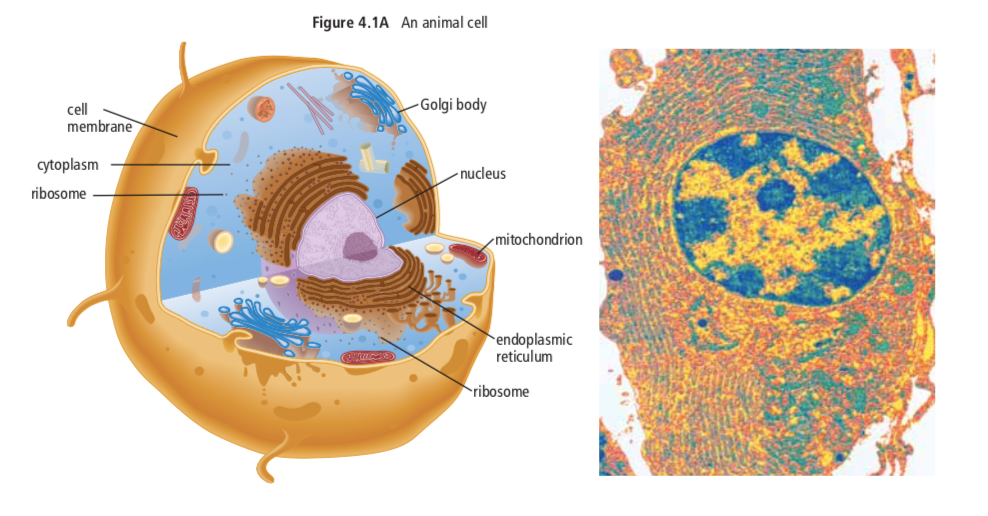 Figure 4.1A An animal cell
cell
membrane
cytoplasm
ribosome
Golgi body
nucleus
mitochondrion
endoplasmic
reticulum
ribosome